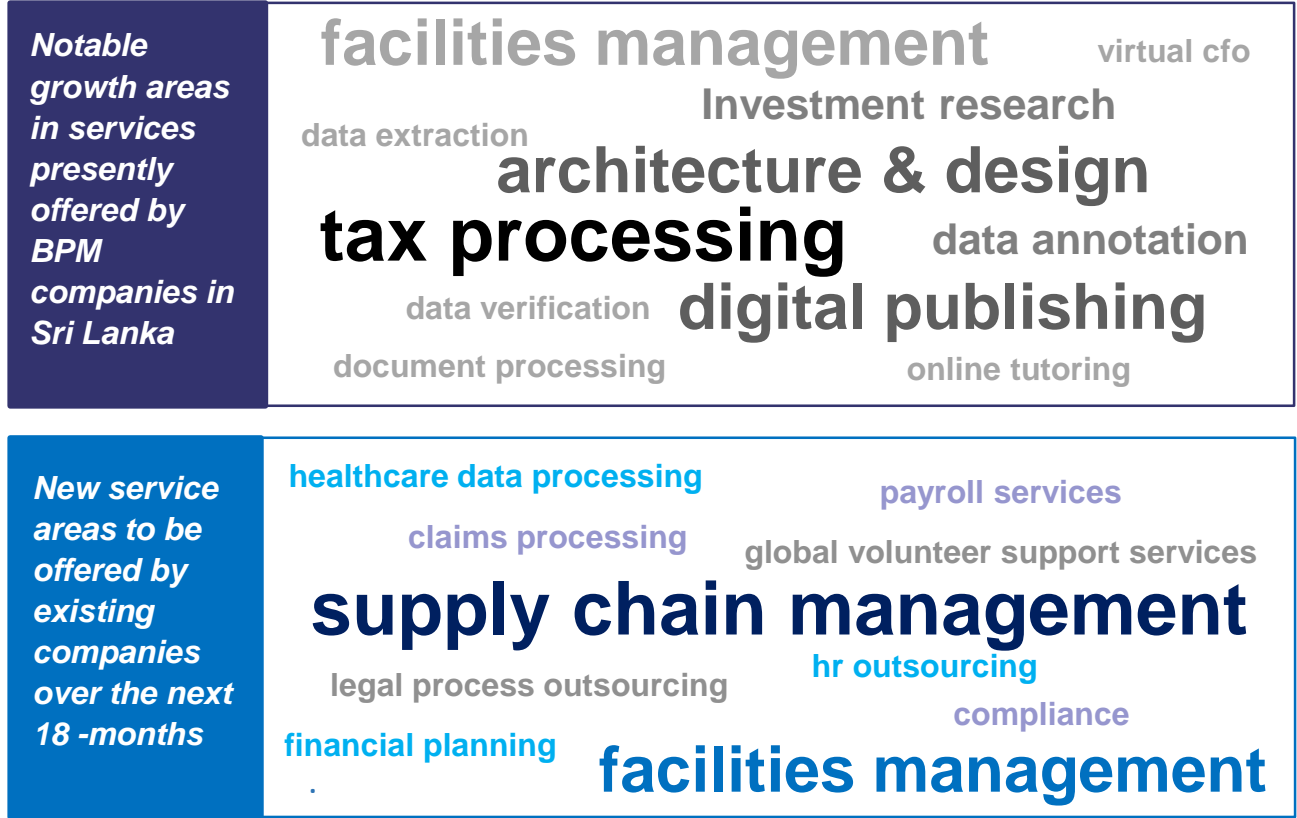 Notable
growth areas
in services
presently
offered by
BPM
companies in
Sri Lanka
facilities management
virtual cfo
Investment research
data extraction
architecture & design
tax processing
data annotation
data verification
digital publishing
document processing
online tutoring
New service
areas to be
offered by
existing
companies
over the next
18 -months
healthcare data processing
payroll services
claims processing
global volunteer support services
supply chain management
hr outsourcing
legal process outsourcing
compliance
financial planning
facilities management
.